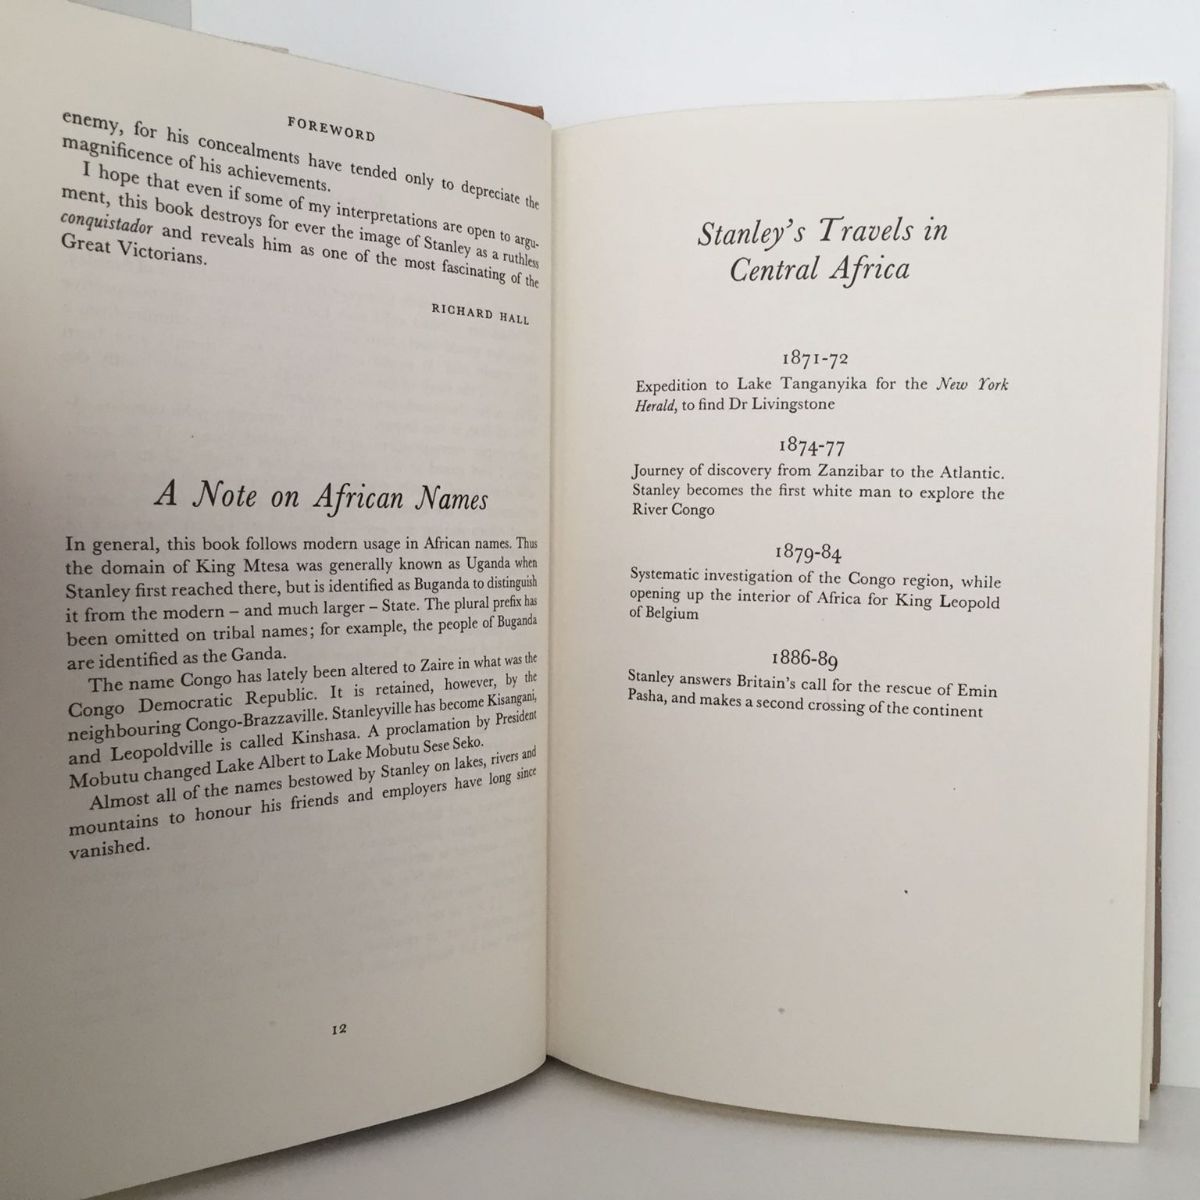 FOREWORD
enemy, for his concealments have tended only to depreciate the
magnificence of his achievements.
I hope that even if some of my interpretations are open to argu-
ment, this book destroys for ever the image of Stanley as a ruthless
conquistador and reveals him as one of the most fascinating of the
Great Victorians.
RICHARD HALL
A Note on African Names
In general, this book follows modern usage in African names. Thus
the domain of King Mtesa was generally known as Uganda when
Stanley first reached there, but is identified as Buganda to distinguish
it from the modern – and much larger – State. The plural prefix has
been omitted on tribal names; for example, the people of Buganda
are identified as the Ganda.
The name Congo has lately been altered to Zaire in what was the
Congo Democratic Republic. It is retained, however, by the
neighbouring Congo-Brazzaville. Stanleyville has become Kisangani,
and Leopoldville is called Kinshasa. A proclamation by President
Mobutu changed Lake Albert to Lake Mobutu Sese Seko.
Almost all of the names bestowed by Stanley on lakes, rivers and
mountains to honour his friends and employers have long since
vanished.
12
Stanley's Travels in
Central Africa
1871-72
Expedition to Lake Tanganyika for the New York
Herald, to find Dr Livingstone
1874-77
Journey of discovery from Zanzibar to the Atlantic.
Stanley becomes the first white man to explore the
River Congo
1879-84
Systematic investigation of the Congo region, while
opening up the interior of Africa for King Leopold
of Belgium
1886-89
Stanley answers Britain's call for the rescue of Emin
Pasha, and makes a second crossing of the continent